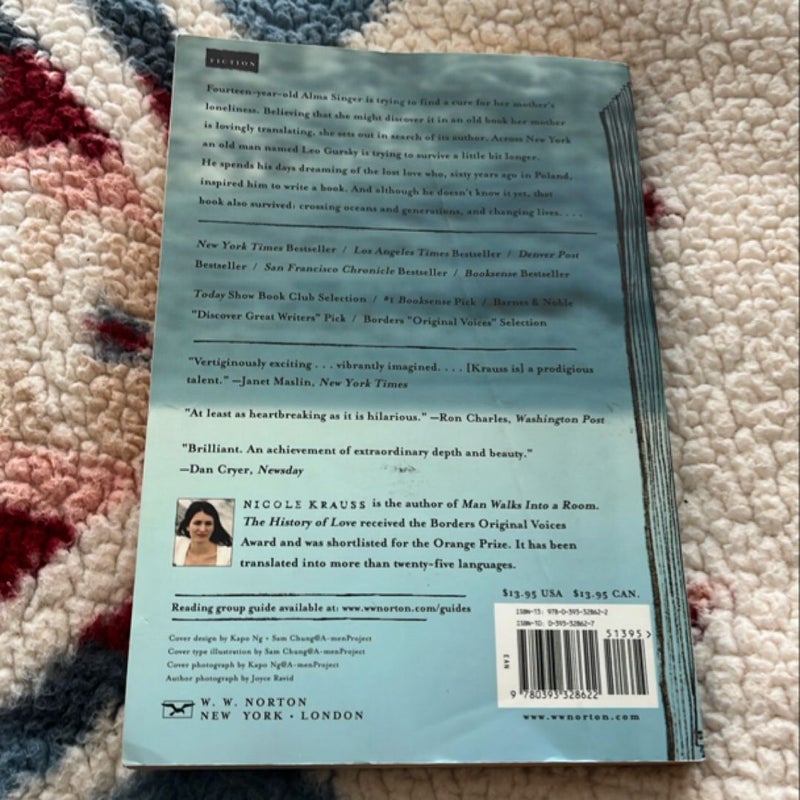 FICTION
Fourteen-year-old Alma Singer is trying to find a cure for her mother's
loneliness. Believing that she might discover it in an old book her mother
is lovingly translating, she sets out in search of its author. Across New York
an old man named Leo Gursky is trying to survive a little bit longer.
He spends his days dreaming of the lost love who, sixty years ago in Poland,
inspired him to write a book. And although he doesn't know it yet, that
book also survived: crossing oceans and generations, and changing lives. . . .
New York Times Bestseller / Los Angeles Times Bestseller / Denver Post
Bestseller / San Francisco Chronicle Bestseller / Booksense Bestseller
Today Show Book Club Selection / #1 Booksense Pick / Barnes & Noble
"Discover Great Writers" Pick / Borders "Original Voices" Selection
"Vertiginously exciting . . . vibrantly imagined. . . . [Krauss is] a prodigious
talent." —Janet Maslin, New York Times
"At least as heartbreaking as it is hilarious." —Ron Charles, Washington Post
"Brilliant. An achievement of extraordinary depth and beauty."
—Dan Cryer, Newsday
NICOLE KRAUSS is the author of Man Walks Into a Room.
The History of Love received the Borders Original Voices
Award and was shortlisted for the Orange Prize. It has been
translated into more than twenty-five languages.
$13.95 USA $13.95 CAN.
Reading group guide available at: www.wwnorton.com/guides
ISBN-13: 978-0-393-32862-2
ISBN-10: 0-393-32862-7
51395>
EAN
9 780393 328622
www.wwnorton.com
Cover design by Kapo Ng • Sam Chung@A-menProject
Cover type illustration by Sam Chung@A-menProject
Cover photograph by Kapo Ng@A-menProject
Author photograph by Joyce Ravid
W. W. NORTON
NEW YORK • LONDON